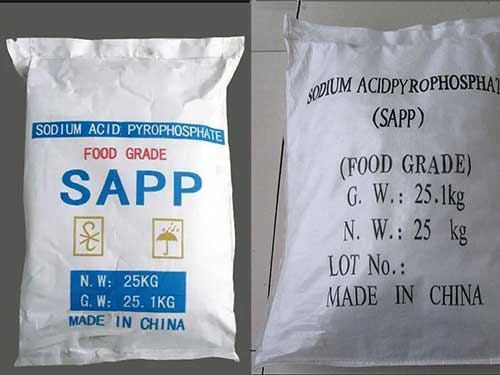 SODIUM ACID PYROPHOSPHATE
FOOD GRADE
SAPP
N.W: 25KG
G.W: 25.1KG
MADE IN CHINA
SODIUM ACIDPYROPHOSPHATE
(SAPP)
(FOOD GRADE)
G. W.: 25.1kg
N. W.: 25 kg
LOT No.:
MADE IN CHINA